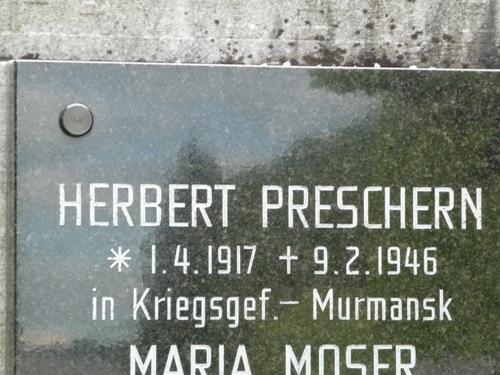 HERBERT PRESCHERN
* 1.4.1917 + 9.2.1946
in Kriegsgef.– Murmansk
MARIA MOSER